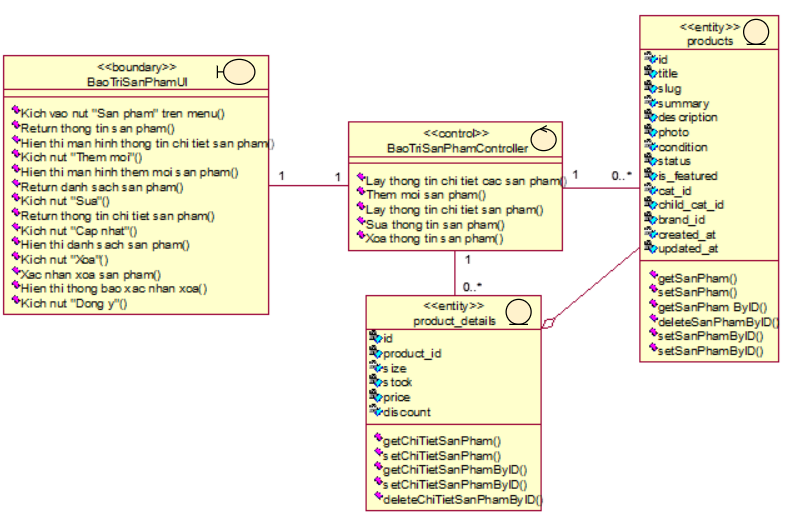 <<boundary>>
BaoTriSanPhamUI
Kich vao nut "San pham" tren menu()
Return thong tin san pham()
Hien thi man hinh thong tin chi tiet san pham()
Kich nut "Them moi"()
Hien thi man hinh them moi san pham()
Return danh sach san pham()
Kich nut "Sua"()
Return thong tin chi tiet san pham()
Kich nut "Cap nhat"()
Hien thi danh sach san pham()
Kich nut "Xoa"()
Xac nhan xoa san pham()
Hien thi thong bao xac nhan xoa()
Kich nut "Dong y"()
1
1
<<control>>
BaoTriSanPhamController
Lay thong tin chi tiet cac san pham()
Them moi san pham()
Lay thong tin chi tiet san pham()
Sua thong tin san pham()
Xoa thong tin san pham()
1
0..*
<<entity>>
products
id
title
slug
summary
description
photo
condition
status
is_featured
cat_id
child_cat_id
brand_id
created_at
updated_at
getSanPham()
setSanPham()
getSanPham ByID()
deleteSanPhamByID()
setSanPhamByID()
setSanPhamByID()
1
0..*
<<entity>>
product_details
id
product_id
size
stock
price
discount
getChiTietSanPham()
setChiTietSanPham()
getChiTietSanPhamByID()
setChiTietSanPhamByID()
deleteChiTietSanPhamByID()